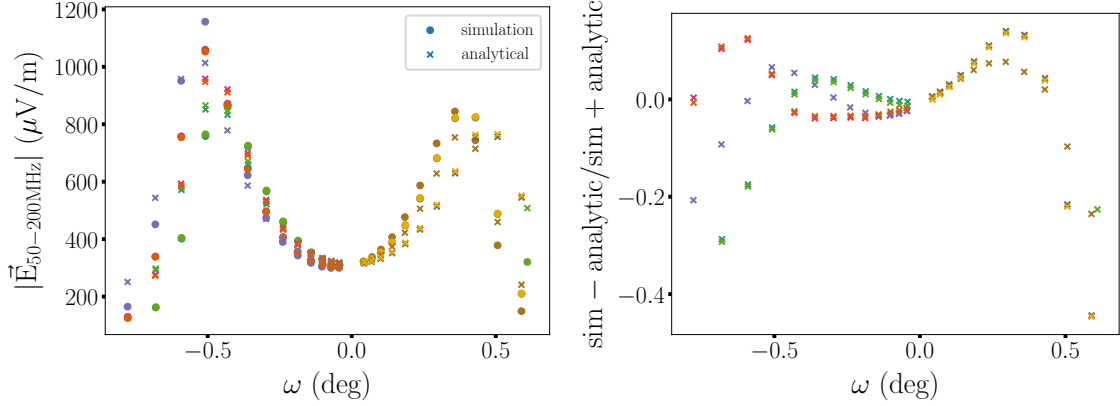 1200
1000
800
600
400
200
|E⃗50−200MHz| (μV/m)
simulation
analytical
−0.5
0.0
0.5
ω (deg)
0.0
−0.2
−0.4
sim − analytic/sim + analytic
−0.5
0.0
0.5
ω (deg)